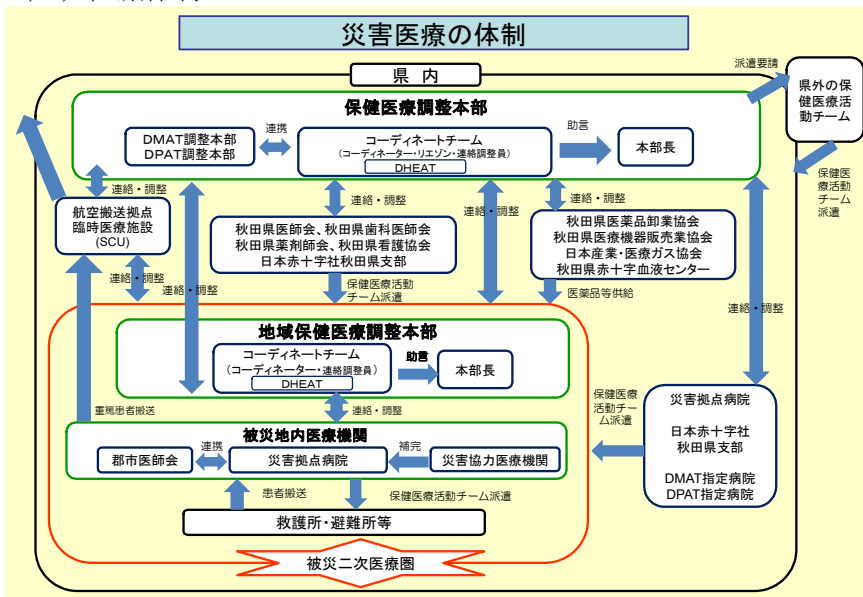 災害医療の体制
県 内
派遣要請
県外の保
健医療活
動チーム
保健医
療活動
チーム
派遣
保健医療調整本部
DMAT調整本部
DPAT調整本部
連携
コーディネートチーム
(コーディネーター・リエゾン・連絡調整員)
DHEAT
助言
本部長
連絡・調整
連絡・調整
連絡・調整
連絡・調整
連絡・調整
航空搬送拠点
臨時医療施設
(SCU)
秋田県医師会、秋田県歯科医師会
秋田県薬剤師会、秋田県看護協会
日本赤十字社秋田県支部
秋田県医薬品卸業協会
秋田県医療機器販売業協会
日本産業・医療ガス協会
秋田県赤十字血液センター
連絡・調整
保健医療活動
チーム派遣
医薬品等供給
連絡・調整
地域保健医療調整本部
コーディネートチーム
(コーディネーター・連絡調整員)
DHEAT
助言
本部長
重篤患者搬送
連絡・調整
保健医療
活動チー
ム派遣
災害拠点病院
日本赤十字社
秋田県支部
DMAT指定病院
DPAT指定病院
被災地内医療機関
郡市医師会
連携
災害拠点病院
補完
災害協力医療機関
患者搬送
保健医療活動チーム派遣
救護所・避難所等
被災二次医療圏